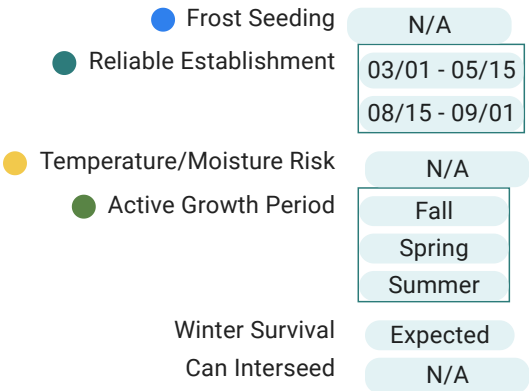 Frost Seeding N/A
Reliable Establishment 03/01 - 05/15
08/15 - 09/01
Temperature/Moisture Risk N/A
Active Growth Period Fall
Spring
Summer
Winter Survival Expected
Can Interseed N/A